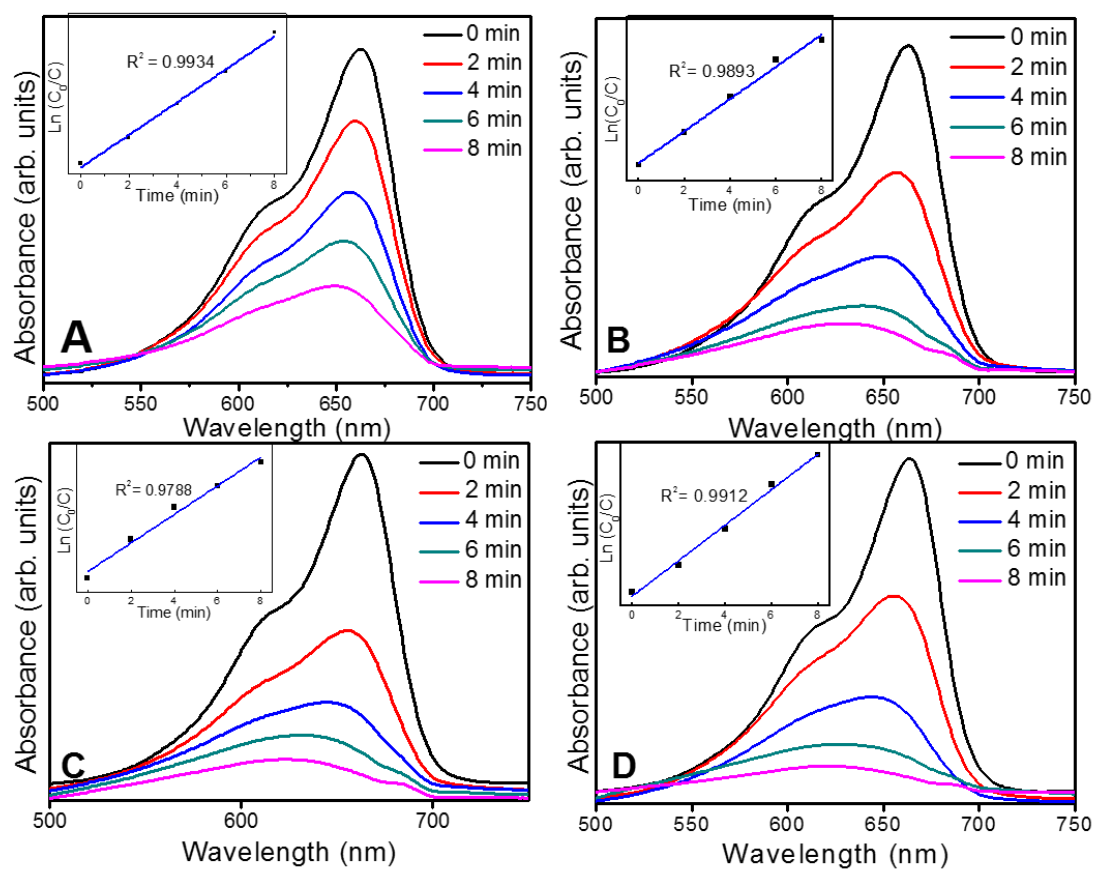 Absorbance (arb. units)
Ln (C₀/C)
R² = 0.9934
0 2 4 6 8
Time (min)
0 min
2 min
4 min
6 min
8 min
A
500 550 600 650 700 750
Wavelength (nm)
Absorbance (arb. units)
Ln(C₀/C)
R²= 0.9893
0 2 4 6 8
Time (min)
0 min
2 min
4 min
6 min
8 min
B
500 550 600 650 700 750
Wavelength (nm)
Absorbance (arb. units)
Ln (C₀/C)
R²= 0.9788
0 2 4 6 8
Time (min)
0 min
2 min
4 min
6 min
8 min
C
500 600 700
Wavelength (nm)
Absorbance (arb. units)
Ln (C₀/C)
R²= 0.9912
0 2 4 6 8
Time (min)
0 min
2 min
4 min
6 min
8 min
D
500 550 600 650 700 750
Wavelength (nm)